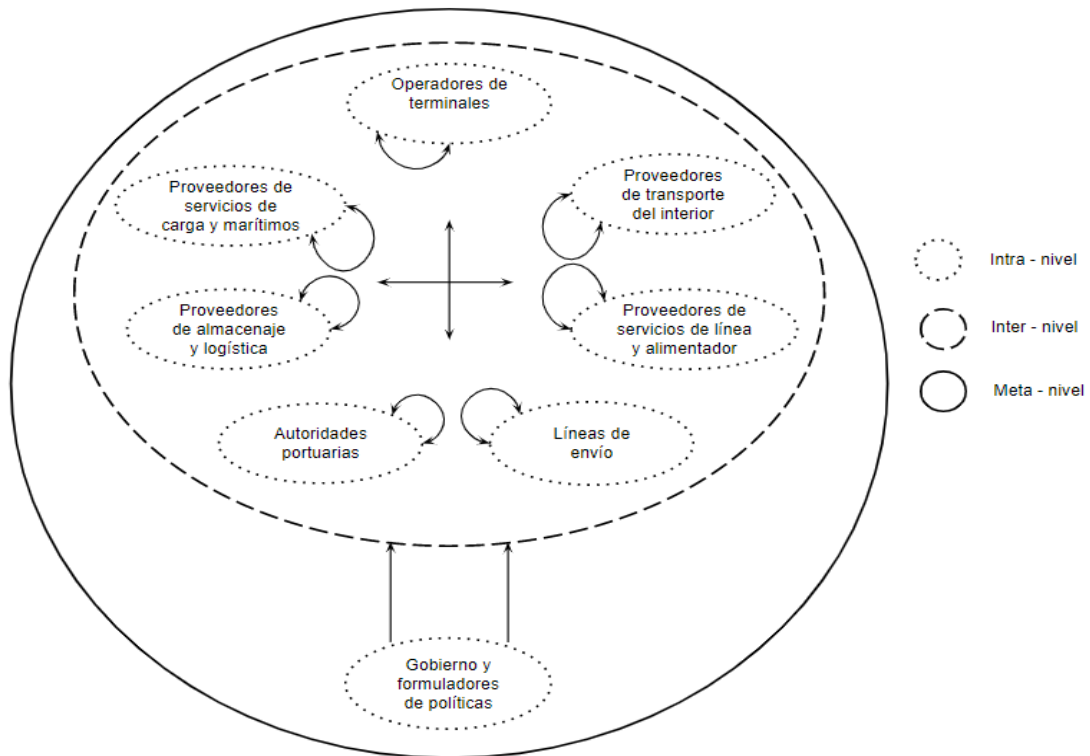 Operadores de
terminales
Proveedores de
servicios de
carga y marítimos
Proveedores
de transporte
del interior
Proveedores
de almacenaje
y logística
Proveedores de
servicios de línea
y alimentador
Autoridades
portuarias
Líneas de
envío
Gobierno y
formuladores
de políticas
Intra - nivel
Inter - nivel
Meta - nivel